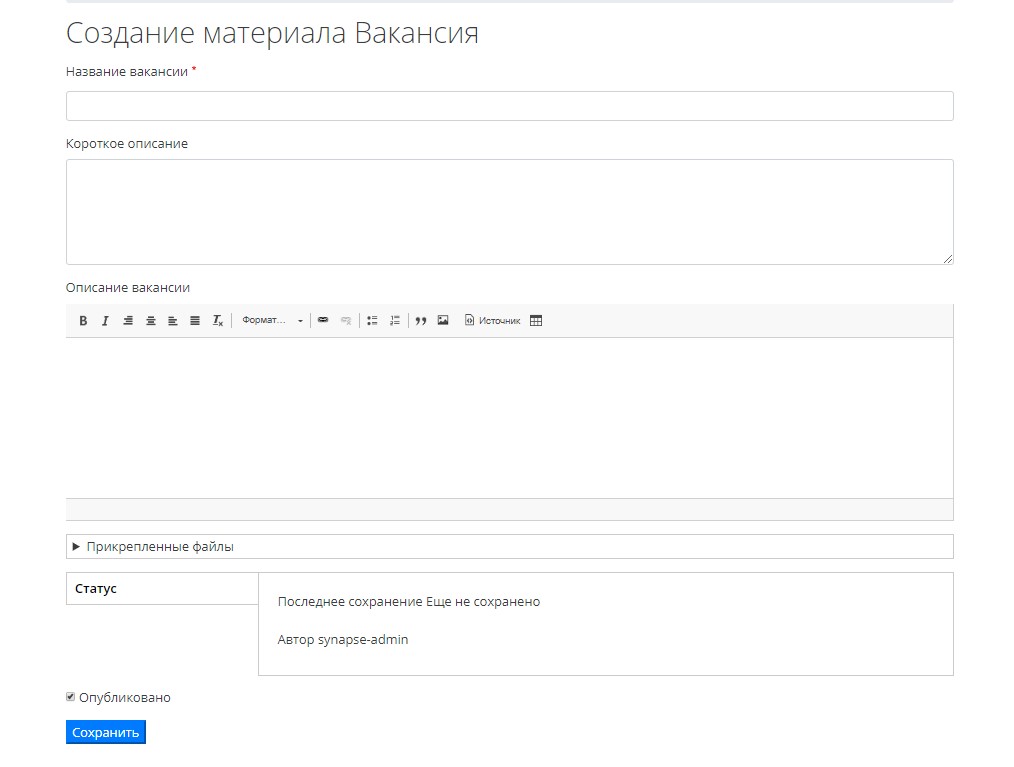 Создание материала Вакансия
Название вакансии *
Короткое описание
Описание вакансии
B I Tx Формат... Источник
Прикрепленные файлы
Статус
Последнее сохранение Еще не сохранено
Автор synapse-admin
Опубликовано
Сохранить